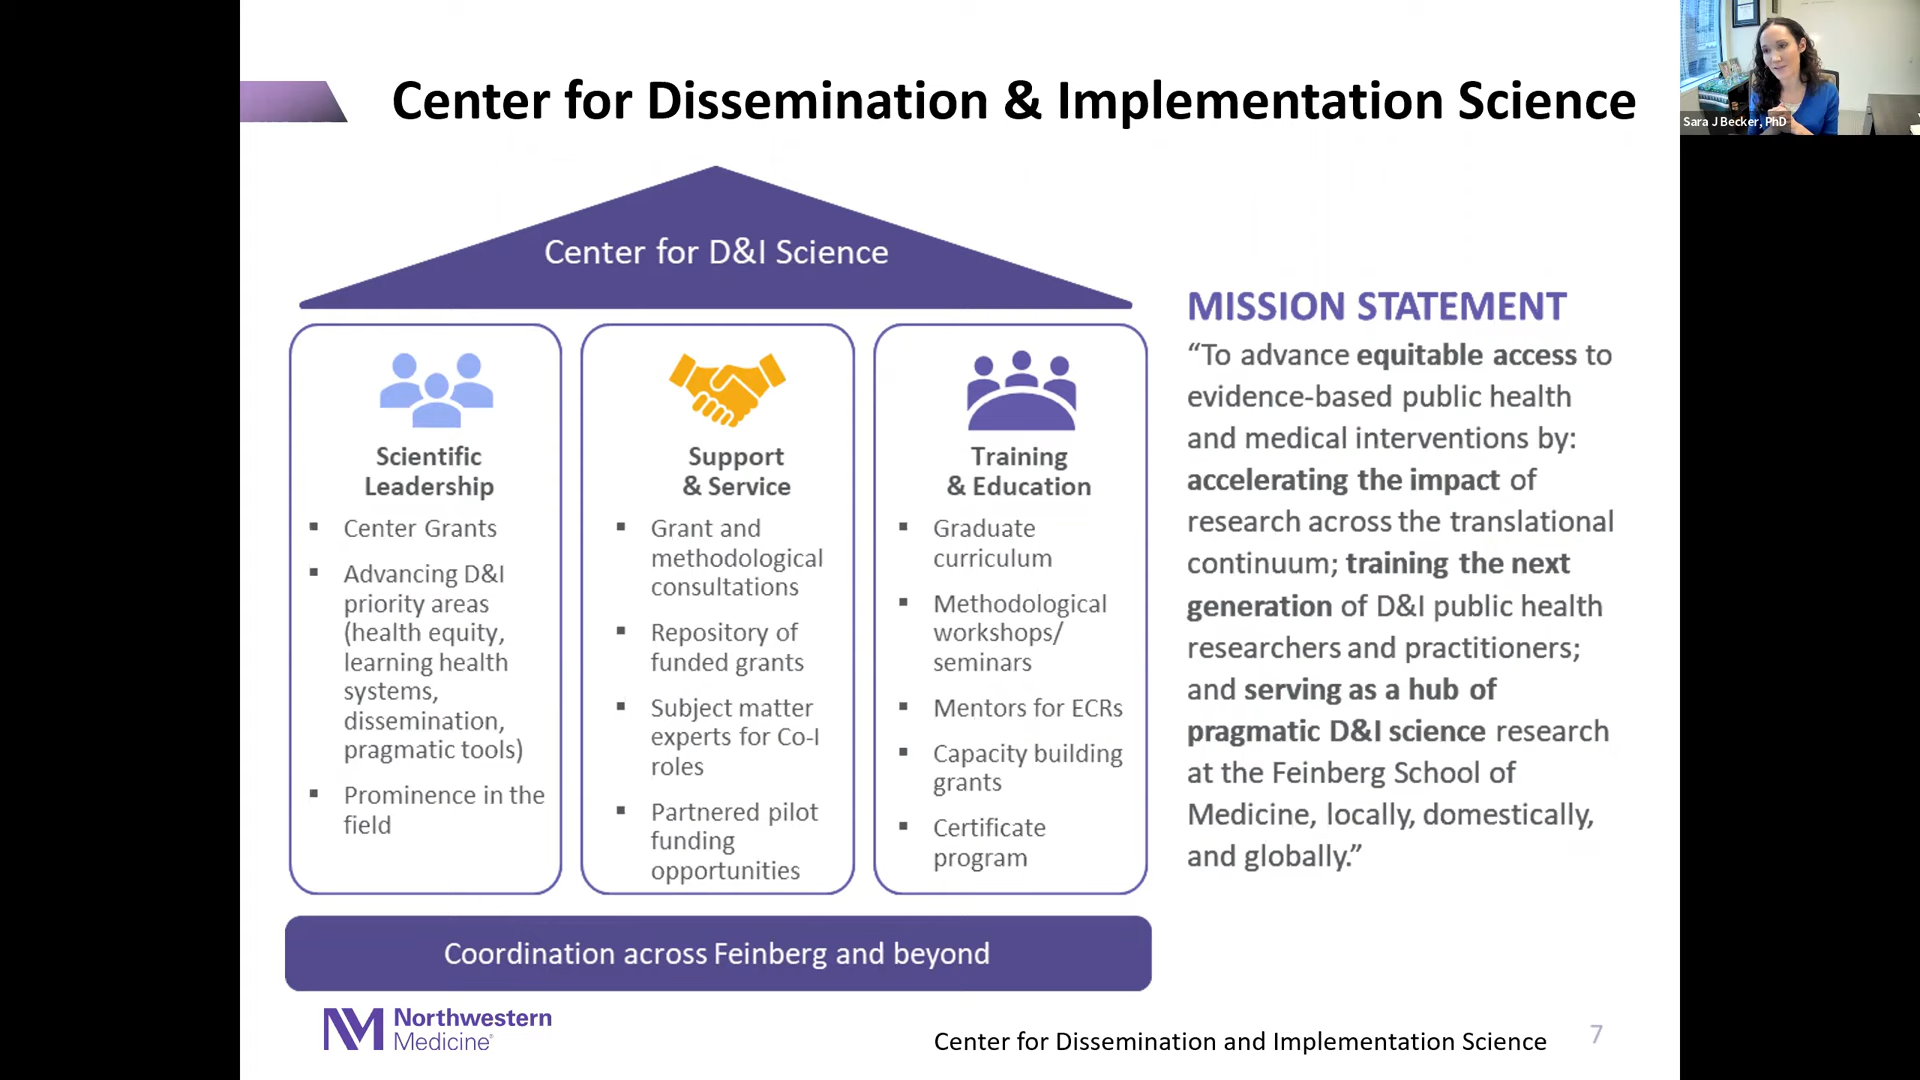 Center for Dissemination & Implementation Science
Sara J Becker, PhD
Center for D&I Science
Scientific
Leadership
▪ Center Grants
▪ Advancing D&I
priority areas
(health equity,
learning health
systems,
dissemination,
pragmatic tools)
▪ Prominence in the
field
Support
& Service
▪ Grant and
methodological
consultations
▪ Repository of
funded grants
▪ Subject matter
experts for Co-I
roles
▪ Partnered pilot
funding
opportunities
Training
& Education
▪ Graduate
curriculum
▪ Methodological
workshops/
seminars
▪ Mentors for ECRs
▪ Capacity building
grants
▪ Certificate
program
Coordination across Feinberg and beyond
MISSION STATEMENT
“To advance equitable access to
evidence-based public health
and medical interventions by:
accelerating the impact of
research across the translational
continuum; training the next
generation of D&I public health
researchers and practitioners;
and serving as a hub of
pragmatic D&I science research
at the Feinberg School of
Medicine, locally, domestically,
and globally.”
NM Northwestern
Medicine®
Center for Dissemination and Implementation Science
7